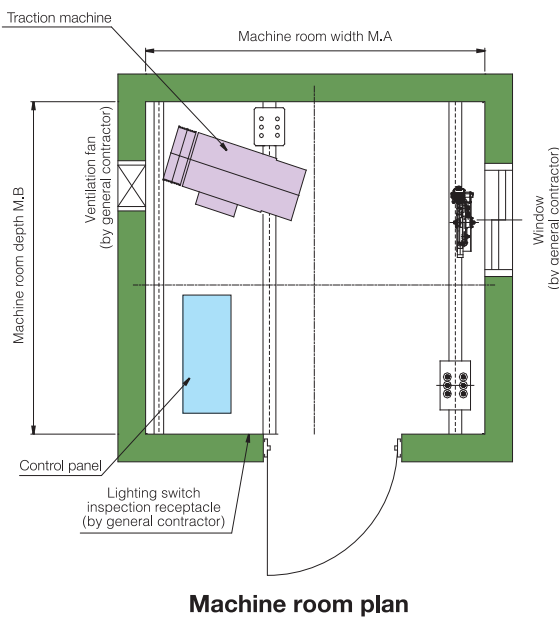 Traction machine
Machine room width M.A
Machine room depth M.B
Ventilation fan
(by general contractor)
Window
(by general contractor)
Control panel
Lighting switch
inspection receptacle
(by general contractor)
Machine room plan